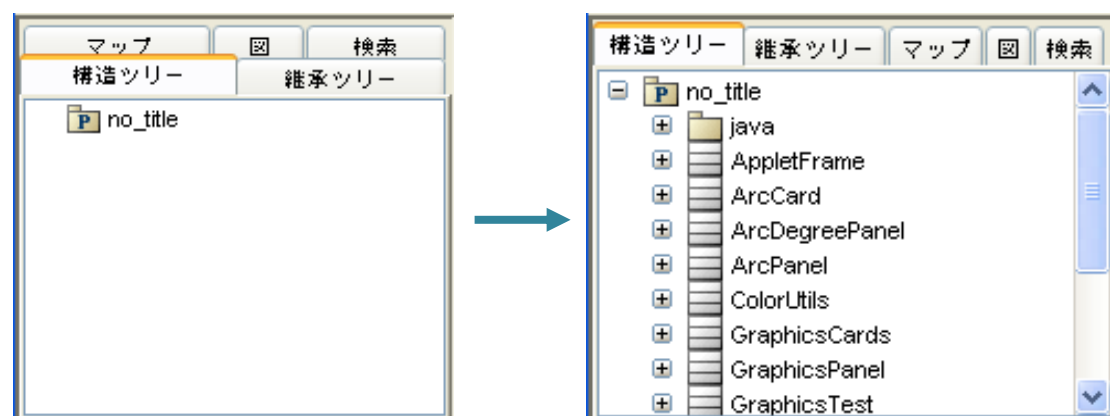 マップ 図 検索
構造ツリー 継承ツリー
P no_title
構造ツリー 継承ツリー マップ 図 検索
P no_title
java
AppletFrame
ArcCard
ArcDegreePanel
ArcPanel
ColorUtils
GraphicsCards
GraphicsPanel
GraphicsTest